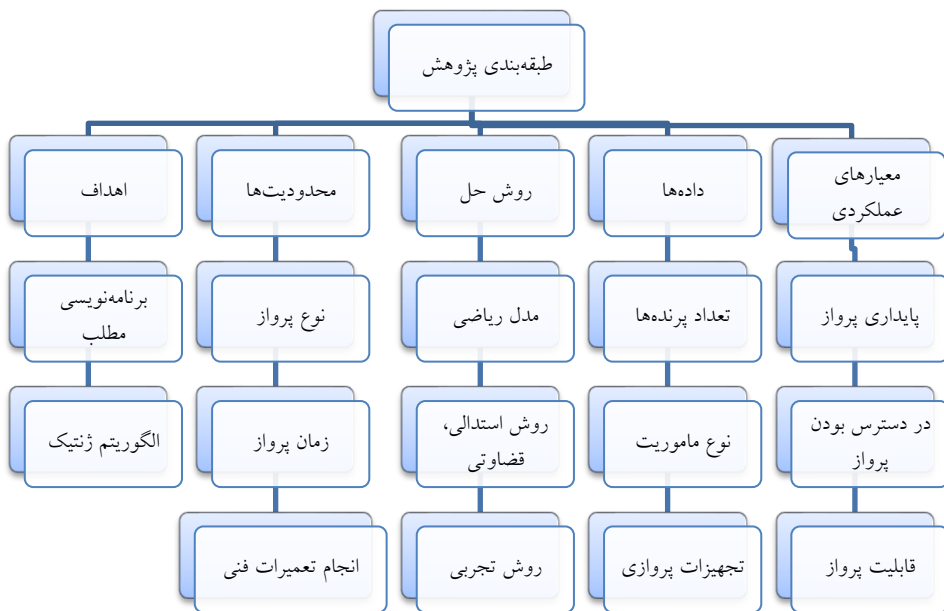 طبقه‌بندی پژوهش
معیارهای
عملکردی
داده‌ها
روش حل
محدودیت‌ها
اهداف
پایداری پرواز
تعداد پرنده‌ها
مدل ریاضی
نوع پرواز
برنامه‌نویسی
مطلب
در دسترس بودن
پرواز
نوع ماموریت
روش استدالی،
قضاوتی
زمان پرواز
الگوریتم ژنتیک
قابلیت پرواز
تجهیزات پروازی
روش تجربی
انجام تعمیرات فنی